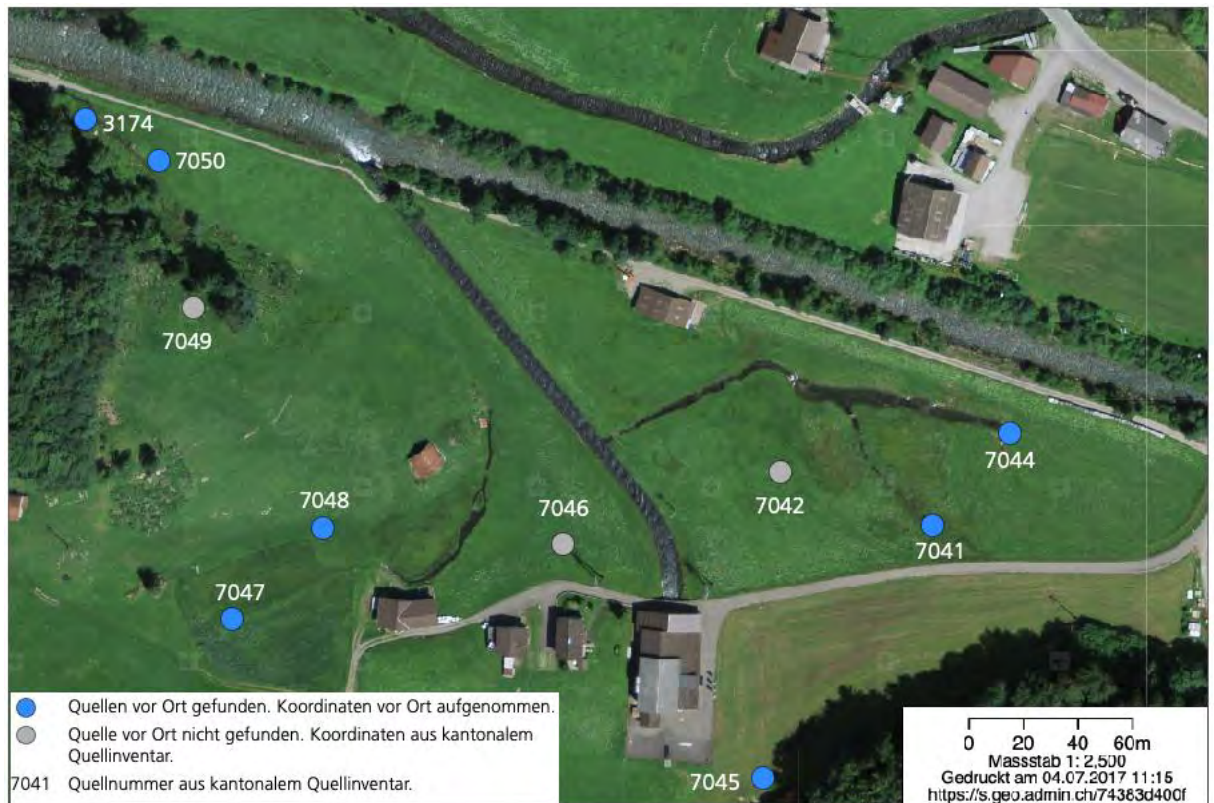 3174
7050
7049
7044
7042
7046
7048
7041
7047
7045
Quellen vor Ort gefunden. Koordinaten vor Ort aufgenommen.
Quelle vor Ort nicht gefunden. Koordinaten aus kantonalem
Quellinventar.
7041 Quellnummer aus kantonalem Quellinventar.
0 20 40 60m
Massstab 1: 2,500
Gedruckt am 04.07.2017 11:15
https://s.geo.admin.ch/74383d400f